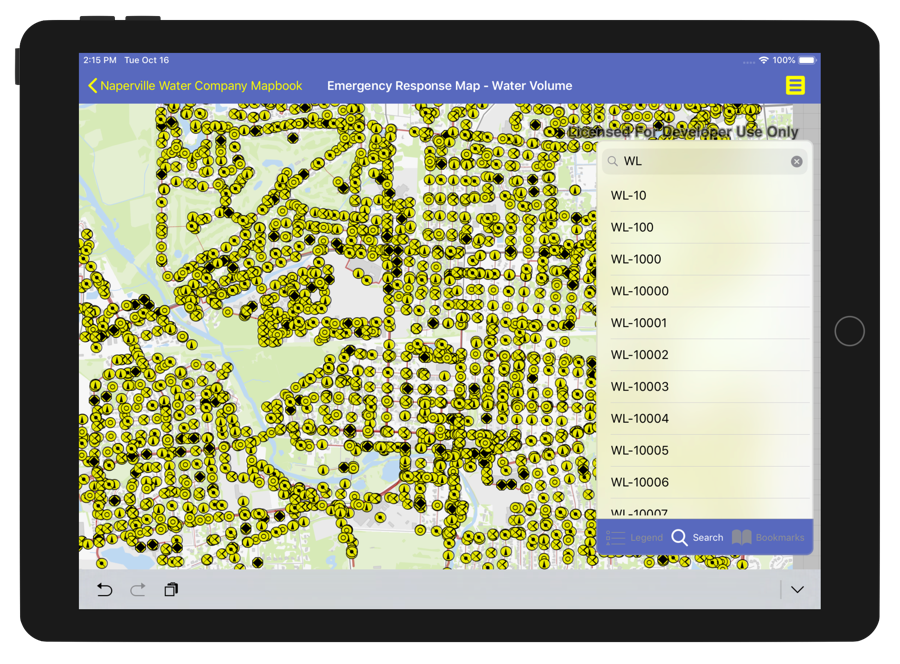 2:15 PM Tue Oct 16
100%
Naperville Water Company Mapbook
Emergency Response Map - Water Volume
Licensed For Developer Use Only
WL
WL-10
WL-100
WL-1000
WL-10000
WL-10001
WL-10002
WL-10003
WL-10004
WL-10005
WL-10006
WL-10007
Legend Search Bookmarks